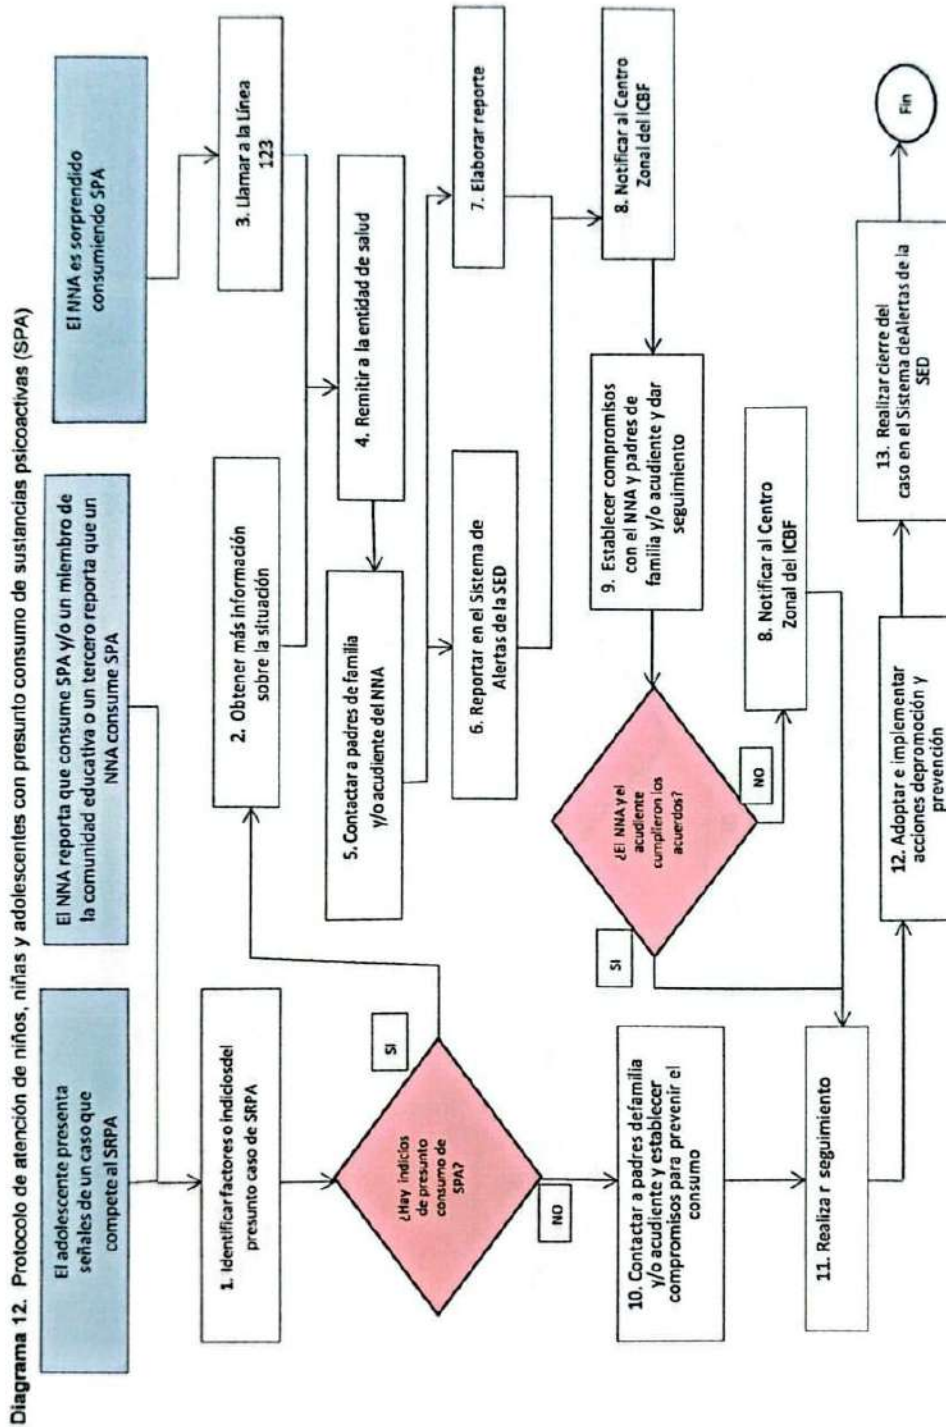 Diagrama 12. Protocolo de atención de niños, niñas y adolescentes con presunto consumo de sustancias psicoactivas (SPA)
El adolescente presenta
señales de un caso que
compete al SRPA
El NNA reporta que consume SPA y/o un miembro de
la comunidad educativa o un tercero reporta que un
NNA consume SPA
El NNA es sorprendido
consumiendo SPA
1. Identificar factores o indiciosdel
presunto caso de SRPA
2. Obtener más información
sobre la situación
3. Llamar a la Línea
123
¿Hay indicios
de presunto
consumo de
SPA?
SI
NO
4. Remitir a la entidad de salud
5. Contactar a padres de familia
y/o acudiente del NNA
6. Reportar en el Sistema de
Alertas de la SED
7. Elaborar reporte
8. Notificar al Centro
Zonal del ICBF
9. Establecer compromisos
con el NNA y padres de
familia y/o acudiente y dar
seguimiento
¿El NNA y el
acudiente
cumplieron los
acuerdos?
SI
NO
8. Notificar al Centro
Zonal del ICBF
10. Contactar a padres defamilia
y/o acudiente y establecer
compromisos para prevenir el
consumo
11. Realizar seguimiento
12. Adoptar e implementar
acciones depromoción y
prevención
13. Realizar cierre del
caso en el Sistema deAlertas de la
SED
Fin